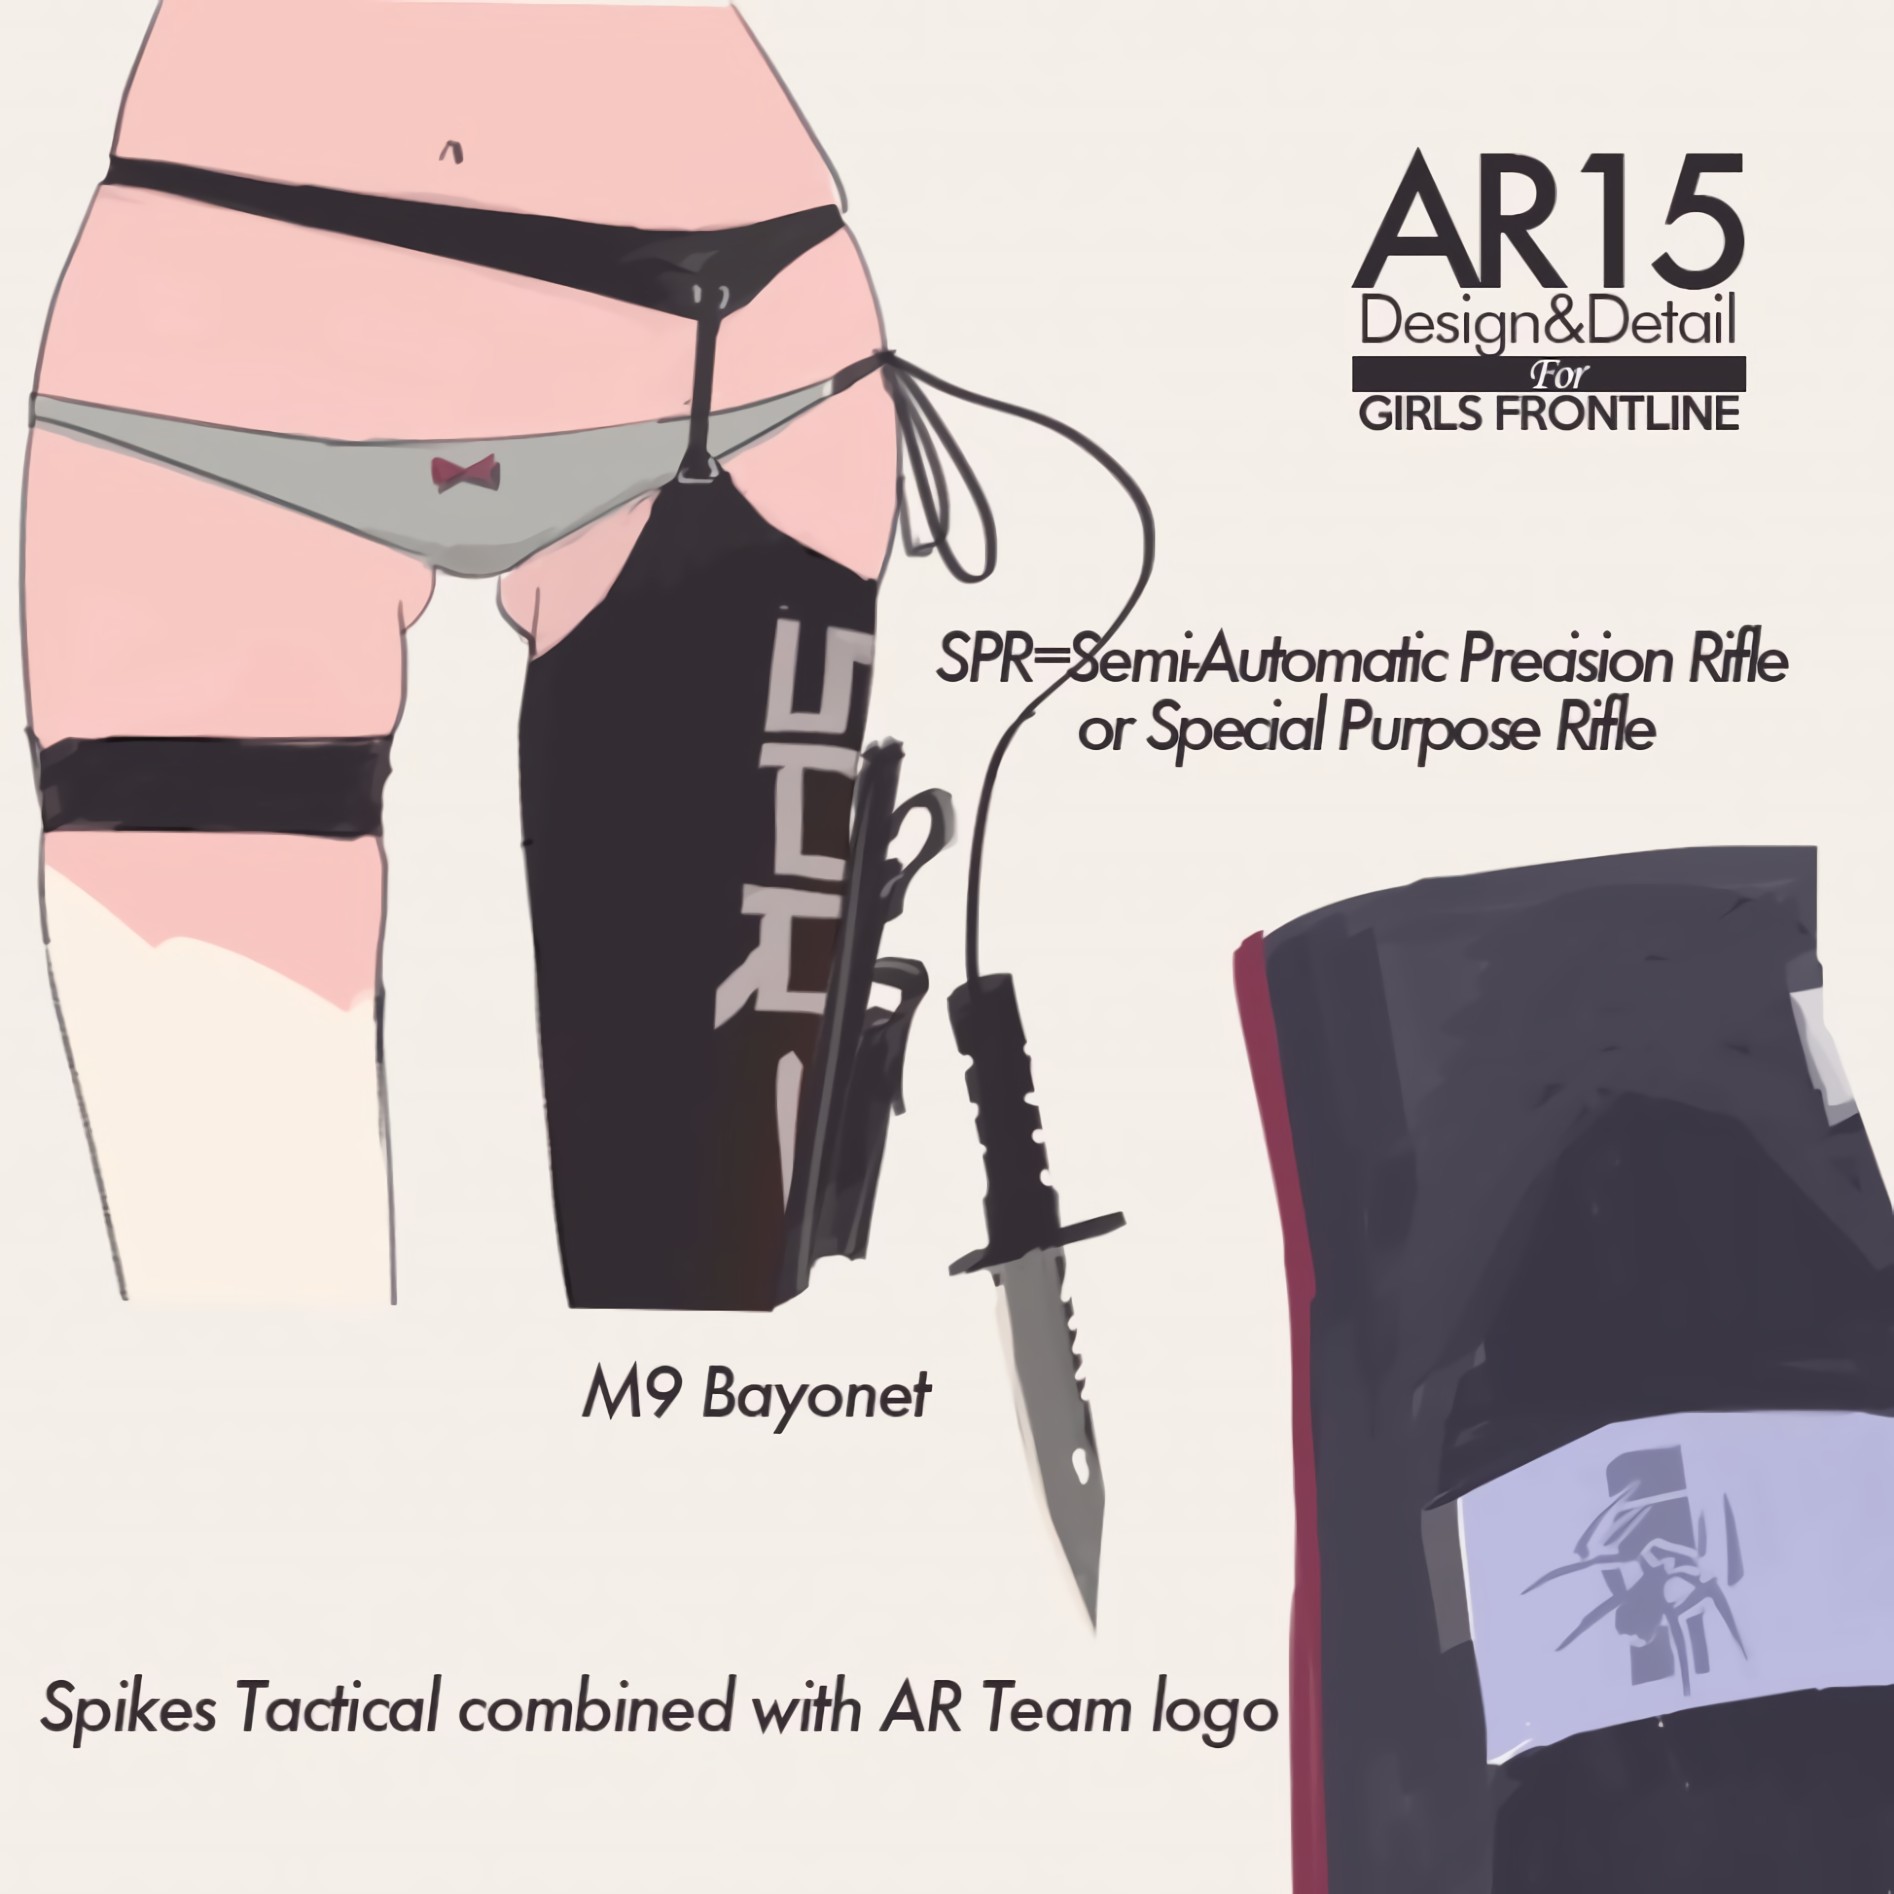 AR15
Design&Detail
For
GIRLS FRONTLINE
SPR=Semi-Automatic Precision Rifle
or Special Purpose Rifle
SPR
M9 Bayonet
Spikes Tactical combined with AR Team logo